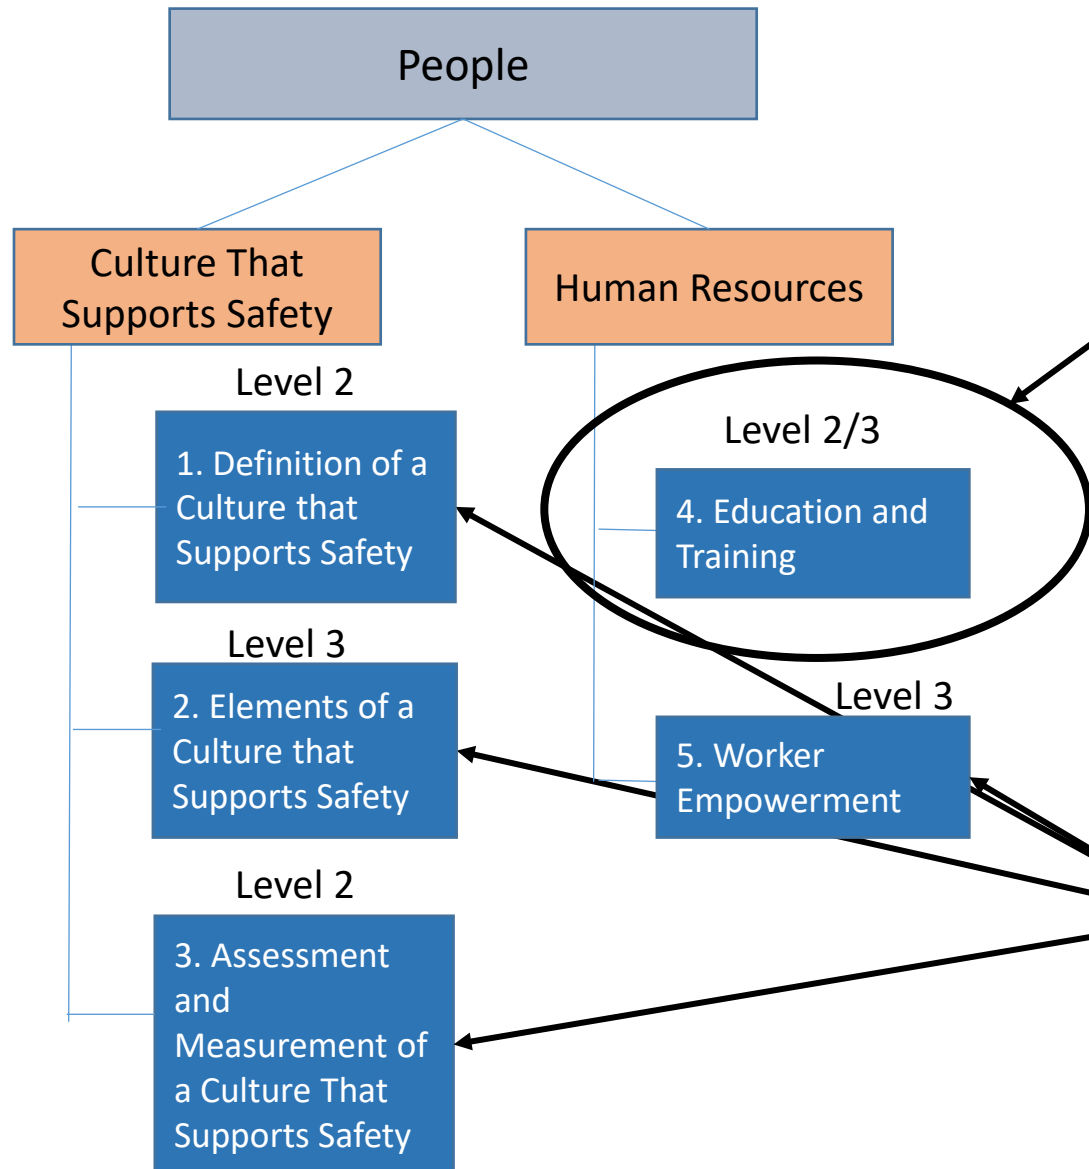 People
Culture That
Supports Safety
Human Resources
Level 2
1. Definition of a
Culture that
Supports Safety
Level 3
2. Elements of a
Culture that
Supports Safety
Level 2
3. Assessment
and
Measurement of
a Culture That
Supports Safety
Level 2/3
4. Education and
Training
Level 3
5. Worker
Empowerment